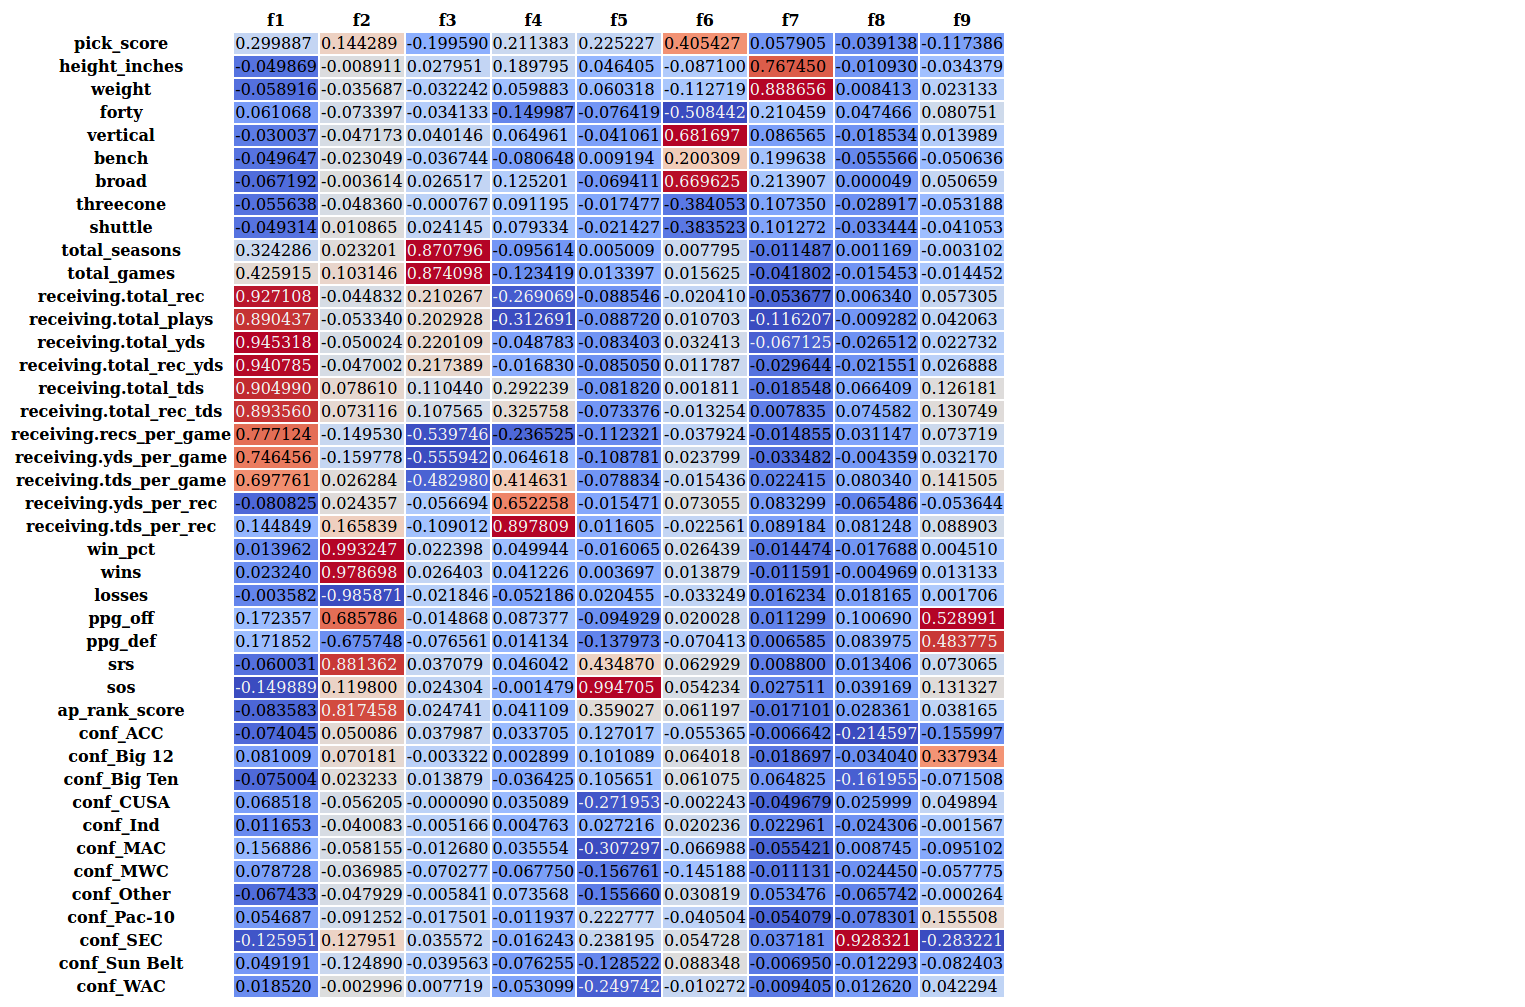 f1 f2 f3 f4 f5 f6 f7 f8 f9
pick_score 0.299887 0.144289 -0.199590 0.211383 0.225227 0.405427 0.057905 -0.039138 -0.117386
height_inches -0.049869 -0.008911 0.027951 0.189795 0.046405 -0.087100 0.767450 -0.010930 -0.034379
weight -0.058916 -0.035687 -0.032242 0.059883 0.060318 -0.112719 0.888656 0.008413 0.023133
forty 0.061068 -0.073397 -0.034133 -0.149987 -0.076419 -0.508442 0.210459 0.047466 0.080751
vertical -0.030037 -0.047173 0.040146 0.064961 -0.041061 0.681697 0.086565 -0.018534 0.013989
bench -0.049647 -0.023049 -0.036744 -0.080648 0.009194 0.200309 0.199638 -0.055566 -0.050636
broad -0.067192 -0.003614 0.026517 0.125201 -0.069411 0.669625 0.213907 0.000049 0.050659
threecone -0.055638 -0.048360 -0.000767 0.091195 -0.017477 -0.384053 0.107350 -0.028917 -0.053188
shuttle -0.049314 0.010865 0.024145 0.079334 -0.021427 -0.383523 0.101272 -0.033444 -0.041053
total_seasons 0.324286 0.023201 0.870796 -0.095614 0.005009 0.007795 -0.011487 0.001169 -0.003102
total_games 0.425915 0.103146 0.874098 -0.123419 0.013397 0.015625 -0.041802 -0.015453 -0.014452
receiving.total_rec 0.927108 -0.044832 0.210267 -0.269069 -0.088546 -0.020410 -0.053677 0.006340 0.057305
receiving.total_plays 0.890437 -0.053340 0.202928 -0.312691 -0.088720 0.010703 -0.116207 -0.009282 0.042063
receiving.total_yds 0.945318 -0.050024 0.220109 -0.048783 -0.083403 0.032413 -0.067125 -0.026512 0.022732
receiving.total_rec_yds 0.940785 -0.047002 0.217389 -0.016830 -0.085050 0.011787 -0.029644 -0.021551 0.026888
receiving.total_tds 0.904990 0.078610 0.110440 0.292239 -0.081820 0.001811 -0.018548 0.066409 0.126181
receiving.total_rec_tds 0.893560 0.073116 0.107565 0.325758 -0.073376 -0.013254 0.007835 0.074582 0.130749
receiving.recs_per_game 0.777124 -0.149530 -0.539746 -0.236525 -0.112321 -0.037924 -0.014855 0.031147 0.073719
receiving.yds_per_game 0.746456 -0.159778 -0.555942 0.064618 -0.108781 0.023799 -0.033482 -0.004359 0.032170
receiving.tds_per_game 0.697761 0.026284 -0.482980 0.414631 -0.078834 -0.015436 0.022415 0.080340 0.141505
receiving.yds_per_rec -0.080825 0.024357 -0.056694 0.652258 -0.015471 0.073055 0.083299 -0.065486 -0.053644
receiving.tds_per_rec 0.144849 0.165839 -0.109012 0.897809 0.011605 -0.022561 0.089184 0.081248 0.088903
win_pct 0.013962 0.993247 0.022398 0.049944 -0.016065 0.026439 -0.014474 -0.017688 0.004510
wins 0.023240 0.978698 0.026403 0.041226 0.003697 0.013879 -0.011591 -0.004969 0.013133
losses -0.003582 -0.985871 -0.021846 -0.052186 0.020455 -0.033249 0.016234 0.018165 0.001706
ppg_off 0.172357 0.685786 -0.014868 0.087377 -0.094929 0.020028 0.011299 0.100690 0.528991
ppg_def 0.171852 -0.675748 -0.076561 0.014134 -0.137973 -0.070413 0.006585 0.083975 0.483775
srs -0.060031 0.881362 0.037079 0.046042 0.434870 0.062929 0.008800 0.013406 0.073065
sos -0.149889 0.119800 0.024304 -0.001479 0.994705 0.054234 0.027511 0.039169 0.131327
ap_rank_score -0.083583 0.817458 0.024741 0.041109 0.359027 0.061197 -0.017101 0.028361 0.038165
conf_ACC -0.074045 0.050086 0.037987 0.033705 0.127017 -0.055365 -0.006642 -0.214597 -0.155997
conf_Big 12 0.081009 0.070181 -0.003322 0.002899 0.101089 0.064018 -0.018697 -0.034040 0.337934
conf_Big Ten -0.075004 0.023233 0.013879 -0.036425 0.105651 0.061075 0.064825 -0.161955 -0.071508
conf_CUSA 0.068518 -0.056205 -0.000090 0.035089 -0.271953 -0.002243 -0.049679 0.025999 0.049894
conf_Ind 0.011653 -0.040083 -0.005166 0.004763 0.027216 0.020236 0.022961 -0.024306 -0.001567
conf_MAC 0.156886 -0.058155 -0.012680 0.035554 -0.307297 -0.066988 -0.055421 0.008745 -0.095102
conf_MWC 0.078728 -0.036985 -0.070277 -0.067750 -0.156761 -0.145188 -0.011131 -0.024450 -0.057775
conf_Other -0.067433 -0.047929 -0.005841 0.073568 -0.155660 0.030819 0.053476 -0.065742 -0.000264
conf_Pac-10 0.054687 -0.091252 -0.017501 -0.011937 0.222777 -0.040504 -0.054079 -0.078301 0.155508
conf_SEC -0.125951 0.127951 0.035572 -0.016243 0.238195 0.054728 0.037181 0.928321 -0.283221
conf_Sun Belt 0.049191 -0.124890 -0.039563 -0.076255 -0.128522 0.088348 -0.006950 -0.012293 -0.082403
conf_WAC 0.018520 -0.002996 0.007719 -0.053099 -0.249742 -0.010272 -0.009405 0.012620 0.042294